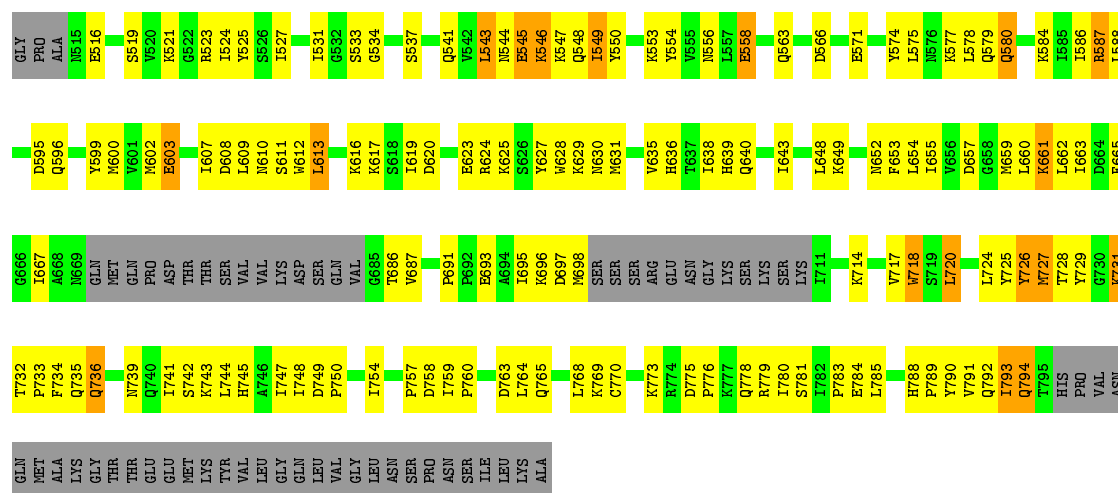 GLY PRO ALA N515 E516 S519 V520 K521 G522 R523 I524 Y525 S526 I527 I531 G532 S533 G534 S537 Q541 V542 L543 N544 E545 K546 K547 Q548 I549 Y550 K553 Y554 V555 N556 L557 E558 Q563 D566 E571 Y574 L575 N576 K577 L578 Q579 Q580 K584 I585 I586 R587 L588
D595 Q596 Y599 M600 V601 M602 E603 I607 D608 L609 N610 S611 W612 L613 K616 K617 S618 I619 D620 E623 R624 K625 S626 Y627 W628 K629 N630 M631 V635 H636 T637 I638 H639 Q640 I643 L648 K649 N652 F653 L654 I655 V656 D657 G658 M659 L660 K661 L662 I663 D664 F665
G666 I667 A668 N669 GLN MET GLN PRO ASP THR THR SER VAL VAL LYS ASP SER GLN VAL G685 T686 V687 P691 P692 E693 A694 I695 K696 D697 M698 SER SER SER ARG GLU ASN GLY LYS SER LYS SER LYS I711 K714 V717 W718 S719 L720 L724 Y725 Y726 M727 T728 Y729 G730 K731
T732 P733 F734 Q735 Q736 N739 Q740 I741 S742 K743 L744 H745 A746 I747 I748 D749 P750 I754 P757 D758 I759 P760 D763 L764 Q765 L768 K769 C770 K773 R774 D775 P776 K777 Q778 R779 I780 S781 I782 P783 E784 L785 H788 P789 Y790 V791 Q792 I793 Q794 T795 HIS PRO VAL ASN
GLN MET ALA LYS GLY THR THR GLU GLU MET LYS TYR VAL LEU GLY GLN LEU VAL GLY LEU ASN SER PRO ASN SER ILE LEU LYS ALA